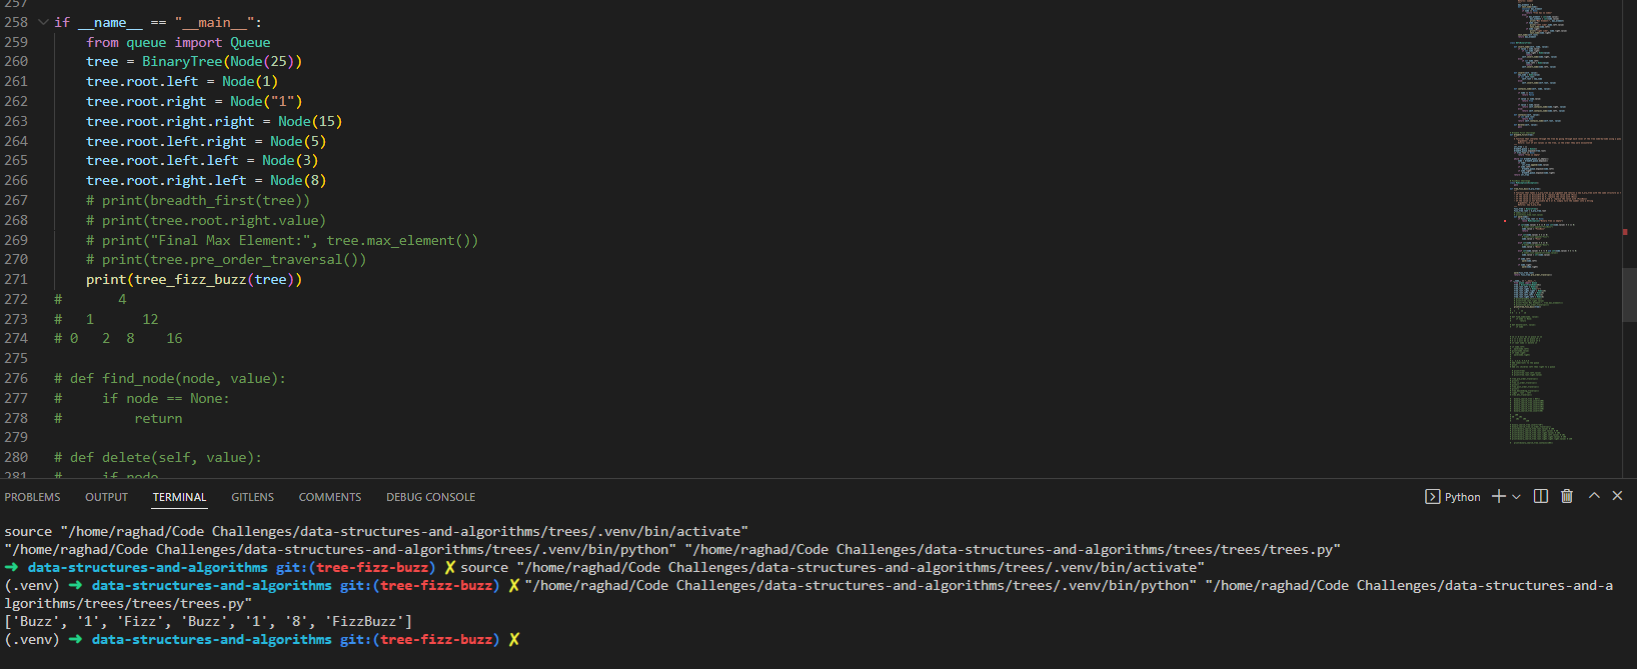 257
258 if __name__ == "__main__":
259     from queue import Queue
260     tree = BinaryTree(Node(25))
261     tree.root.left = Node(1)
262     tree.root.right = Node("1")
263     tree.root.right.right = Node(15)
264     tree.root.left.right = Node(5)
265     tree.root.left.left = Node(3)
266     tree.root.right.left = Node(8)
267     # print(breadth_first(tree))
268     # print(tree.root.right.value)
269     # print("Final Max Element:", tree.max_element())
270     # print(tree.pre_order_traversal())
271     print(tree_fizz_buzz(tree))
272 #       4
273 #   1      12
274 # 0   2  8    16
275
276 # def find_node(node, value):
277 #     if node == None:
278 #         return
279
280 # def delete(self, value):
281 #     if node
PROBLEMS OUTPUT TERMINAL GITLENS COMMENTS DEBUG CONSOLE Python
source "/home/raghad/Code Challenges/data-structures-and-algorithms/trees/.venv/bin/activate"
"/home/raghad/Code Challenges/data-structures-and-algorithms/trees/.venv/bin/python" "/home/raghad/Code Challenges/data-structures-and-algorithms/trees/trees/trees.py"
➜ data-structures-and-algorithms git:(tree-fizz-buzz) ✗ source "/home/raghad/Code Challenges/data-structures-and-algorithms/trees/.venv/bin/activate"
(.venv) ➜ data-structures-and-algorithms git:(tree-fizz-buzz) ✗ "/home/raghad/Code Challenges/data-structures-and-algorithms/trees/.venv/bin/python" "/home/raghad/Code Challenges/data-structures-and-a
lgorithms/trees/trees/trees.py"
['Buzz', '1', 'Fizz', 'Buzz', '1', '8', 'FizzBuzz']
(.venv) ➜ data-structures-and-algorithms git:(tree-fizz-buzz) ✗